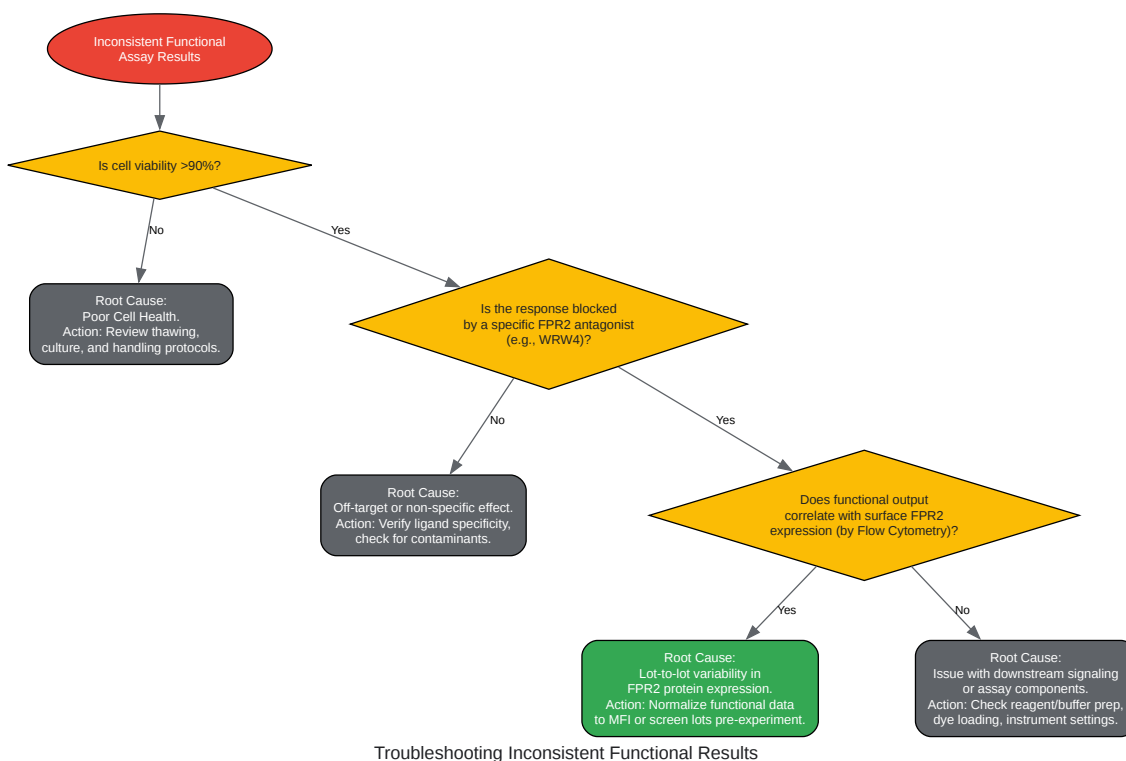 Inconsistent Functional
Assay Results
Is cell viability >90%?
No
Yes
Root Cause:
Poor Cell Health.
Action: Review thawing,
culture, and handling protocols.
Is the response blocked
by a specific FPR2 antagonist
(e.g., WRW4)?
No
Yes
Root Cause:
Off-target or non-specific effect.
Action: Verify ligand specificity,
check for contaminants.
Does functional output
correlate with surface FPR2
expression (by Flow Cytometry)?
Yes
No
Root Cause:
Lot-to-lot variability in
FPR2 protein expression.
Action: Normalize functional data
to MFI or screen lots pre-experiment.
Root Cause:
Issue with downstream signaling
or assay components.
Action: Check reagent/buffer prep,
dye loading, instrument settings.
Troubleshooting Inconsistent Functional Results